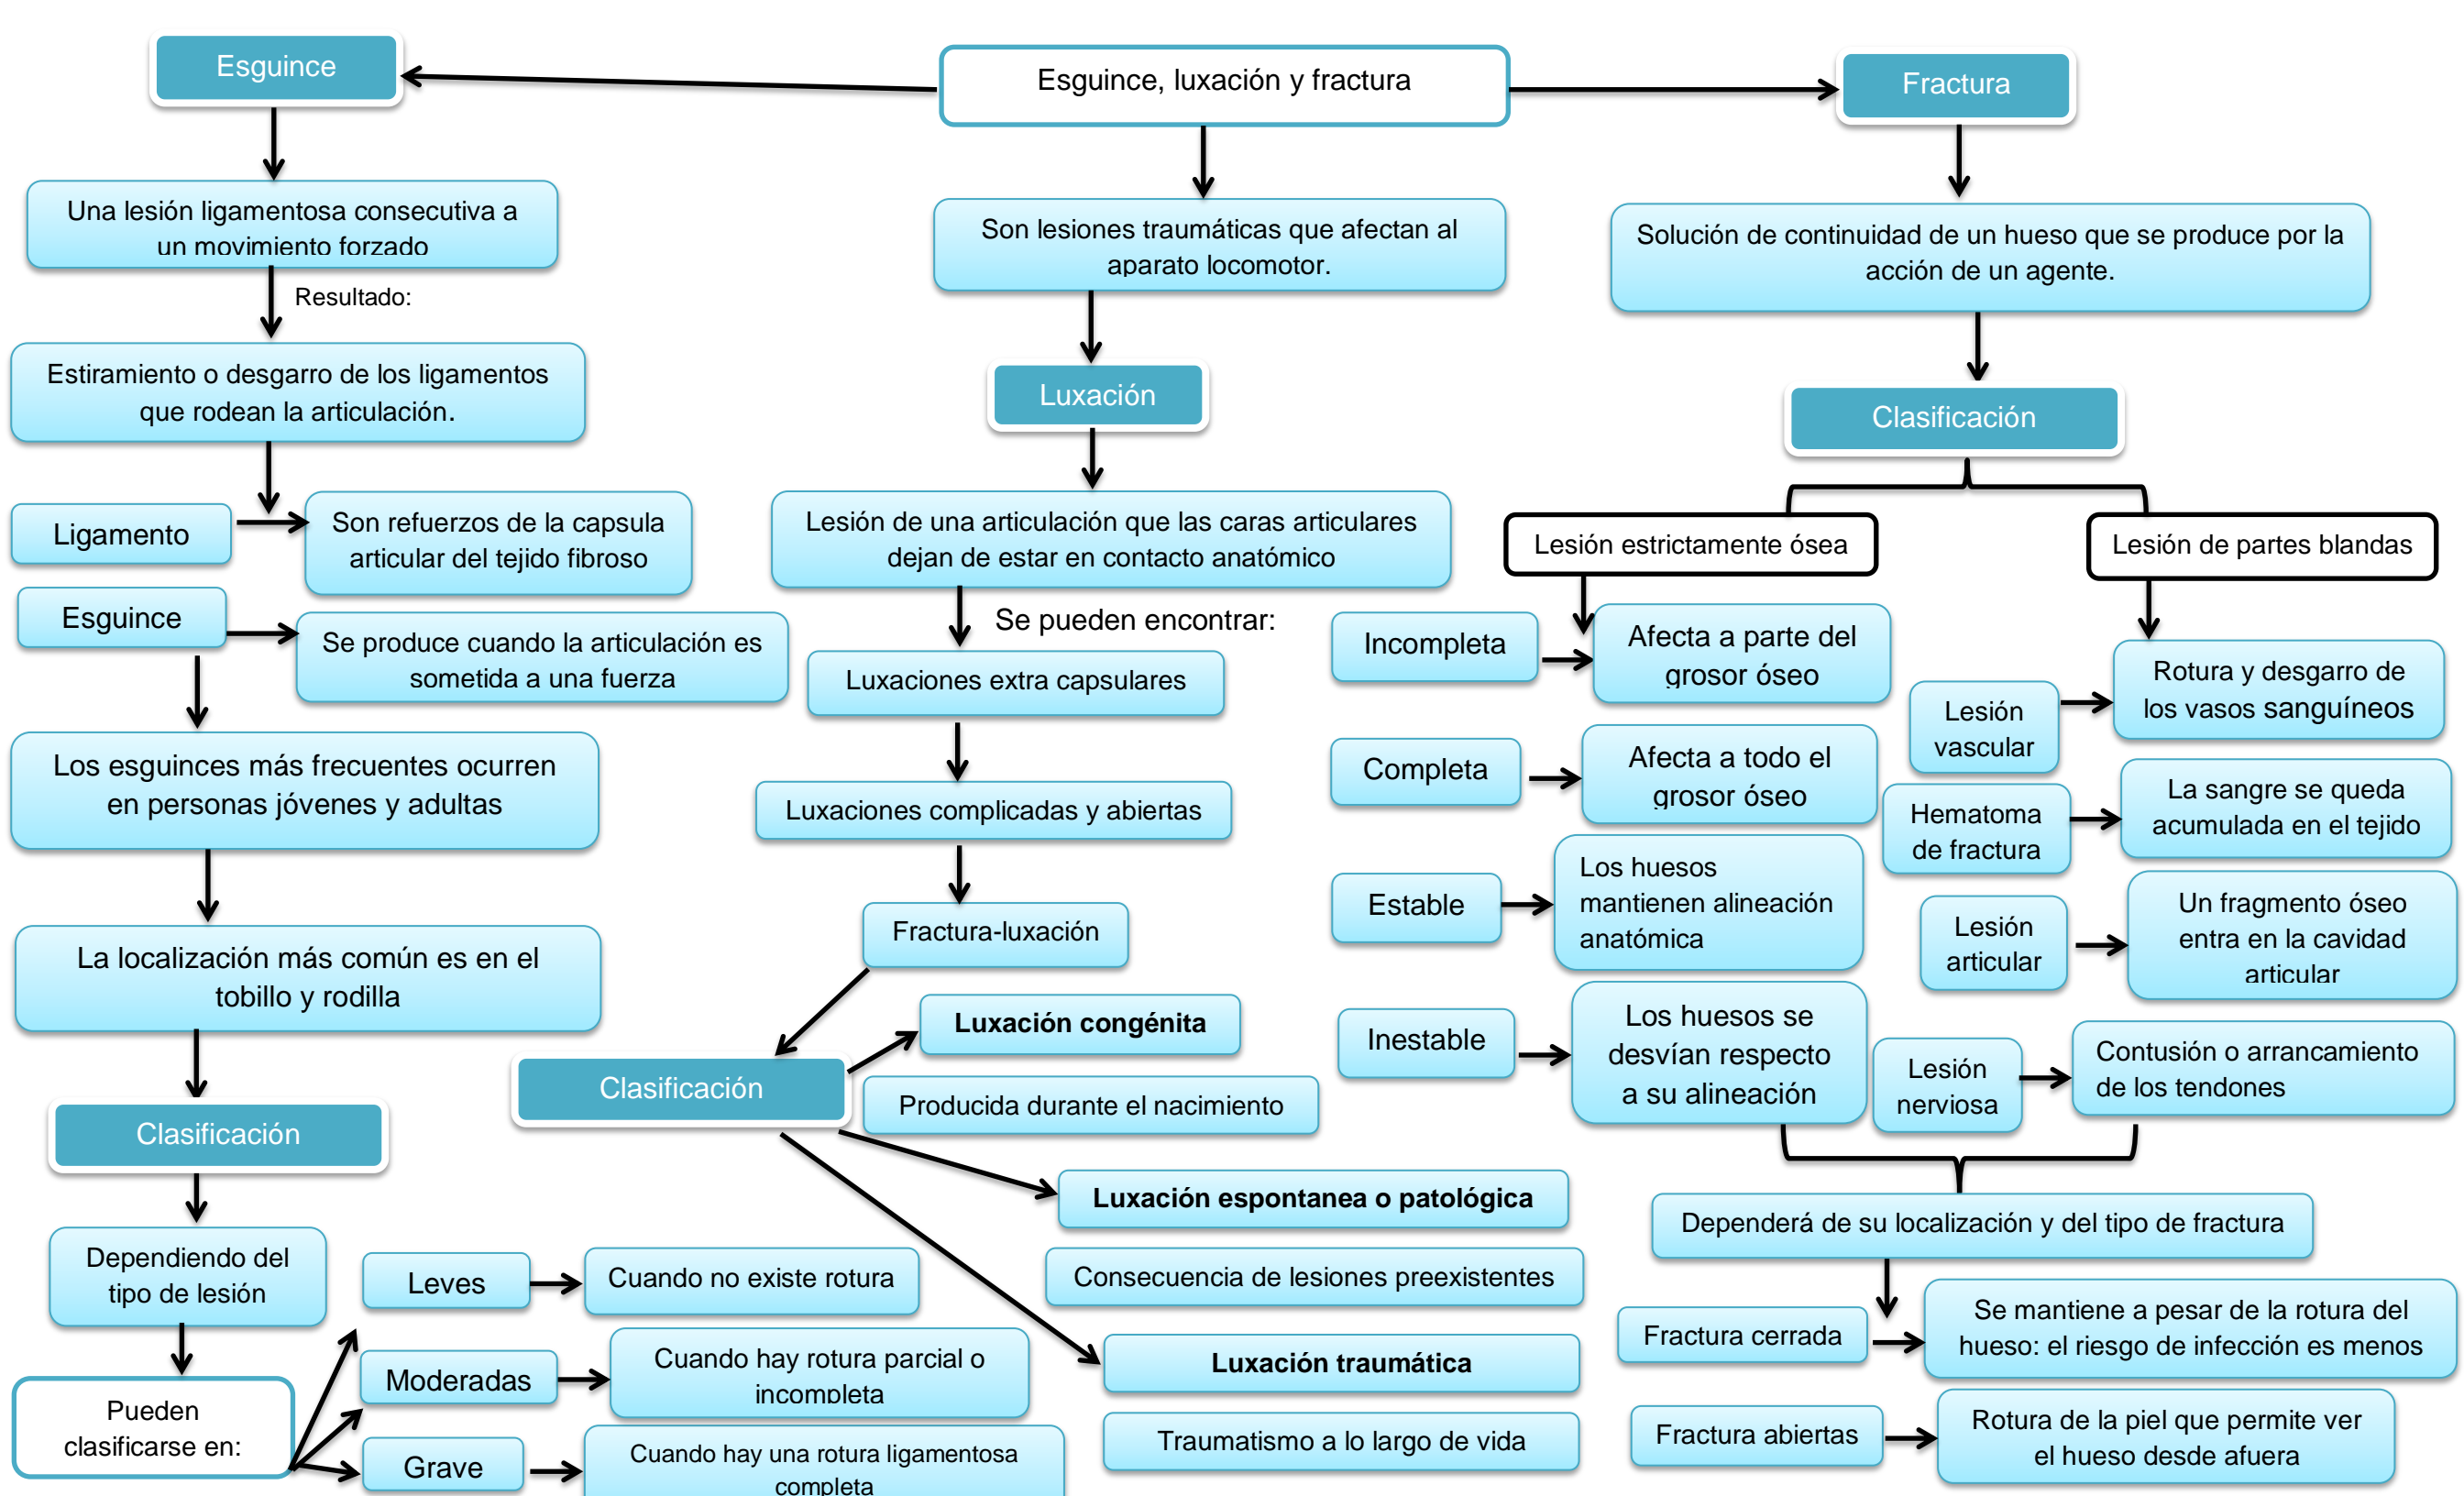 Esguince, luxación y fractura
Esguince
Una lesión ligamentosa consecutiva a
un movimiento forzado
Resultado:
Estiramiento o desgarro de los ligamentos
que rodean la articulación.
Ligamento
Son refuerzos de la capsula
articular del tejido fibroso
Esguince
Se produce cuando la articulación es
sometida a una fuerza
Los esguinces más frecuentes ocurren
en personas jóvenes y adultas
La localización más común es en el
tobillo y rodilla
Clasificación
Dependiendo del
tipo de lesión
Pueden
clasificarse en:
Leves
Cuando no existe rotura
Moderadas
Cuando hay rotura parcial o
incompleta
Grave
Cuando hay una rotura ligamentosa
completa
Son lesiones traumáticas que afectan al
aparato locomotor.
Luxación
Lesión de una articulación que las caras articulares
dejan de estar en contacto anatómico
Se pueden encontrar:
Luxaciones extra capsulares
Luxaciones complicadas y abiertas
Fractura-luxación
Clasificación
Luxación congénita
Producida durante el nacimiento
Luxación espontanea o patológica
Consecuencia de lesiones preexistentes
Luxación traumática
Traumatismo a lo largo de vida
Fractura
Solución de continuidad de un hueso que se produce por la
acción de un agente.
Clasificación
Lesión estrictamente ósea
Incompleta
Afecta a parte del
grosor óseo
Completa
Afecta a todo el
grosor óseo
Estable
Los huesos
mantienen alineación
anatómica
Inestable
Los huesos se
desvían respecto
a su alineación
Lesión de partes blandas
Lesión
vascular
Rotura y desgarro de
los vasos sanguíneos
Hematoma
de fractura
La sangre se queda
acumulada en el tejido
Lesión
articular
Un fragmento óseo
entra en la cavidad
articular
Lesión
nerviosa
Contusión o arrancamiento
de los tendones
Dependerá de su localización y del tipo de fractura
Fractura cerrada
Se mantiene a pesar de la rotura del
hueso: el riesgo de infección es menos
Fractura abiertas
Rotura de la piel que permite ver
el hueso desde afuera